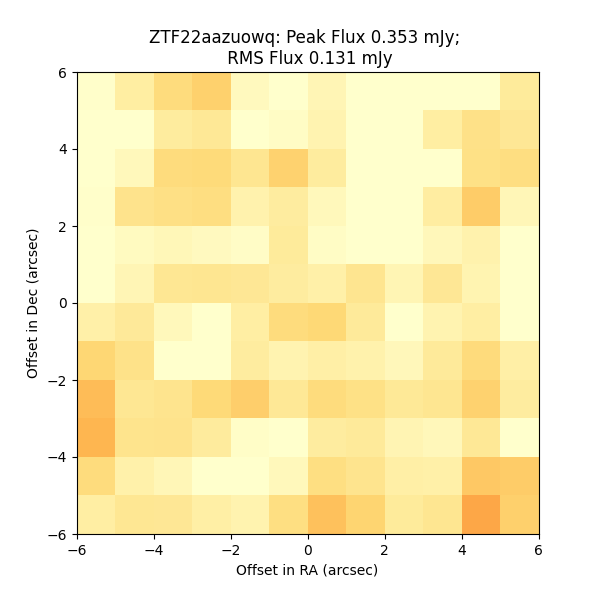 ZTF22aazuowq: Peak Flux 0.353 mJy;
RMS Flux 0.131 mJy
6
4
2
0
−2
−4
−6
Offset in Dec (arcsec)
−6 −4 −2 0 2 4 6
Offset in RA (arcsec)